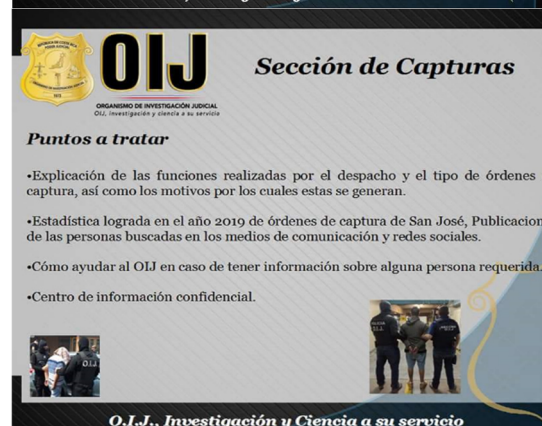 OIJ
ORGANISMO DE INVESTIGACIÓN JUDICIAL
OIJ, investigación y ciencia a su servicio
Sección de Capturas
Puntos a tratar
•Explicación de las funciones realizadas por el despacho y el tipo de órdenes
captura, así como los motivos por los cuales estas se generan.
•Estadística lograda en el año 2019 de órdenes de captura de San José, Publicacion
de las personas buscadas en los medios de comunicación y redes sociales.
•Cómo ayudar al OIJ en caso de tener información sobre alguna persona requerida.
•Centro de información confidencial.
O.I.J., Investigación y Ciencia a su servicio